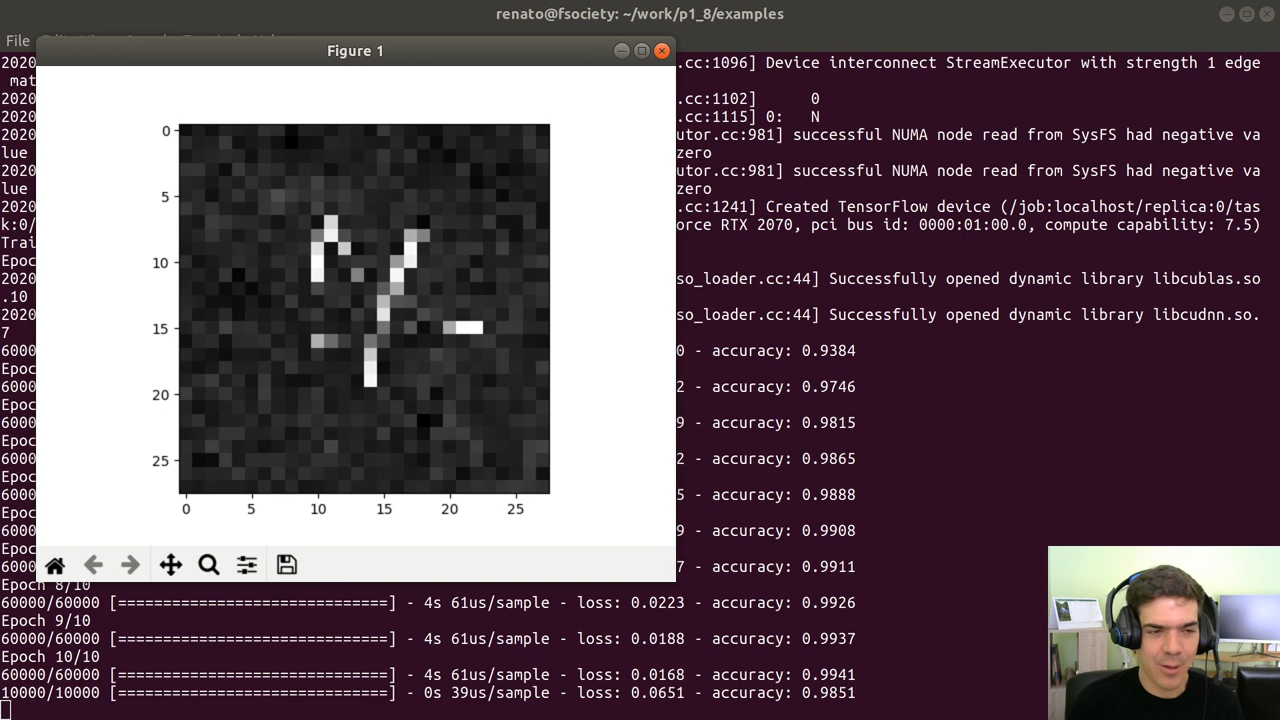 renato@fsociety: ~/work/p1_8/examples
File
Figure 1
2020
.cc:1096] Device interconnect StreamExecutor with strength 1 edge
mat
2020
.cc:1102]      0
2020
.cc:1115] 0:   N
2020
utor.cc:981] successful NUMA node read from SysFS had negative va
lue
zero
2020
utor.cc:981] successful NUMA node read from SysFS had negative va
lue
zero
2020
.cc:1241] Created TensorFlow device (/job:localhost/replica:0/tas
k:0/
orce RTX 2070, pci bus id: 0000:01:00.0, compute capability: 7.5)
Trai
Epoc
2020
so_loader.cc:44] Successfully opened dynamic library libcublas.so
.10
2020
so_loader.cc:44] Successfully opened dynamic library libcudnn.so.
7
6000
0 - accuracy: 0.9384
Epoc
6000
2 - accuracy: 0.9746
Epoc
6000
9 - accuracy: 0.9815
Epoc
6000
2 - accuracy: 0.9865
Epoc
6000
5 - accuracy: 0.9888
Epoc
6000
9 - accuracy: 0.9908
Epoc
6000
7 - accuracy: 0.9911
0
5
10
15
20
25
0 5 10 15 20 25
Epoch 8/10
60000/60000 [==============================] - 4s 61us/sample - loss: 0.0223 - accuracy: 0.9926
Epoch 9/10
60000/60000 [==============================] - 4s 61us/sample - loss: 0.0188 - accuracy: 0.9937
Epoch 10/10
60000/60000 [==============================] - 4s 61us/sample - loss: 0.0168 - accuracy: 0.9941
10000/10000 [==============================] - 0s 39us/sample - loss: 0.0651 - accuracy: 0.9851